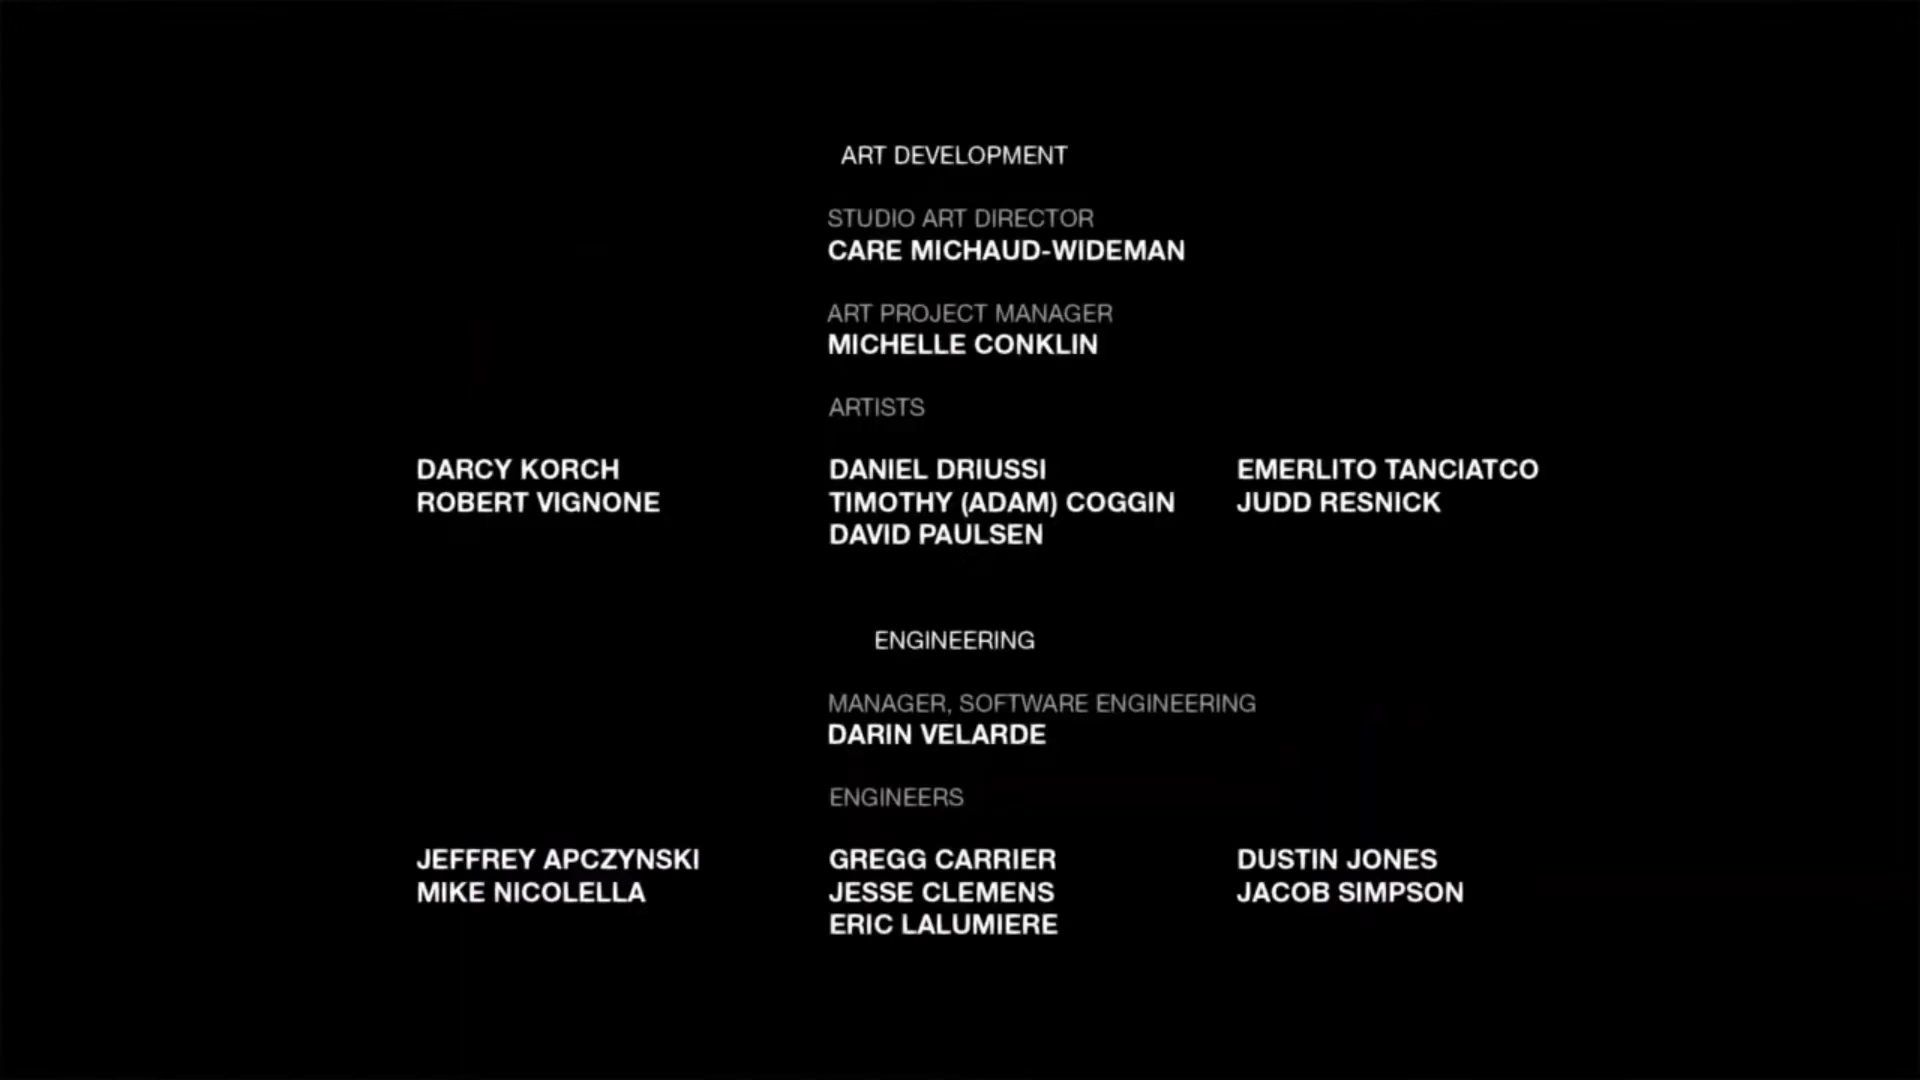 ART DEVELOPMENT
STUDIO ART DIRECTOR
CARE MICHAUD-WIDEMAN
ART PROJECT MANAGER
MICHELLE CONKLIN
ARTISTS
DARCY KORCH DANIEL DRIUSSI EMERLITO TANCIATCO
ROBERT VIGNONE TIMOTHY (ADAM) COGGIN JUDD RESNICK
DAVID PAULSEN
ENGINEERING
MANAGER, SOFTWARE ENGINEERING
DARIN VELARDE
ENGINEERS
JEFFREY APCZYNSKI GREGG CARRIER DUSTIN JONES
MIKE NICOLELLA JESSE CLEMENS JACOB SIMPSON
ERIC LALUMIERE